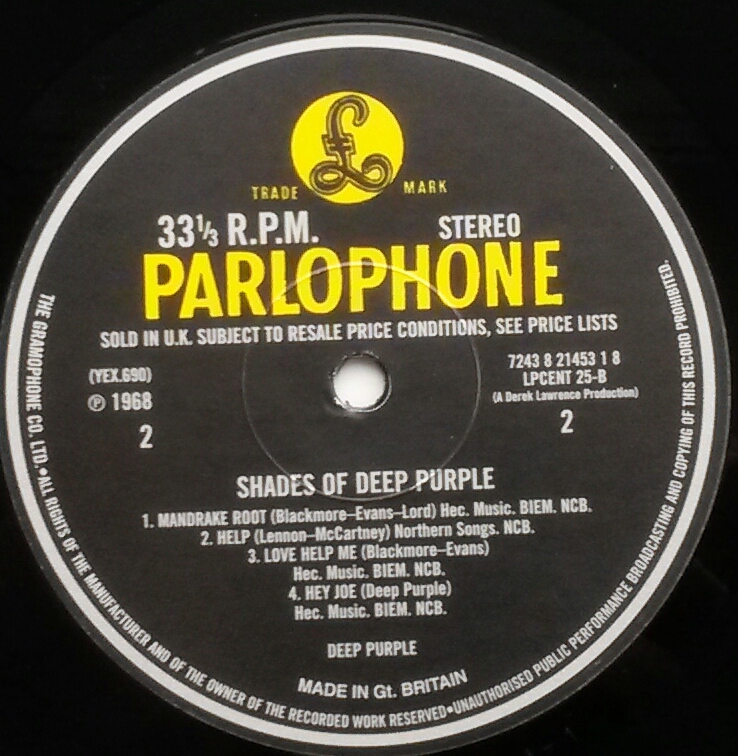 £
TRADE MARK
33⅓ R.P.M. STEREO
PARLOPHONE
SOLD IN U.K. SUBJECT TO RESALE PRICE CONDITIONS, SEE PRICE LISTS
(YEX.690)
℗ 1968
2
7243 8 21453 1 8
LPCENT 25-B
(A Derek Lawrence Production)
2
SHADES OF DEEP PURPLE
1. MANDRAKE ROOT (Blackmore–Evans–Lord) Hec. Music. BIEM. NCB.
2. HELP (Lennon–McCartney) Northern Songs. NCB.
3. LOVE HELP ME (Blackmore–Evans)
Hec. Music. BIEM. NCB.
4. HEY JOE (Deep Purple)
Hec. Music. BIEM. NCB.
DEEP PURPLE
MADE IN Gt. BRITAIN
THE GRAMOPHONE CO. LTD.•ALL RIGHTS OF THE MANUFACTURER AND OF THE OWNER OF THE RECORDED WORK RESERVED•UNAUTHORISED PUBLIC PERFORMANCE BROADCASTING AND COPYING OF THIS RECORD PROHIBITED.